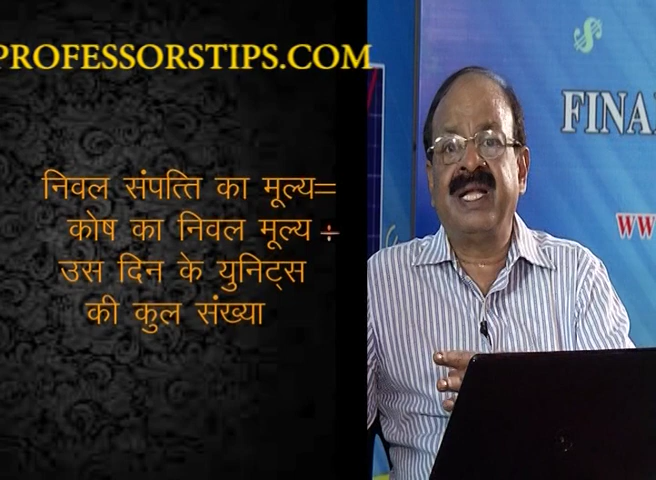 PROFESSORSTIPS.COM
निवल संपत्ति का मूल्य=
कोष का निवल मूल्य ÷
उस दिन के युनिट्स
की कुल संख्या
$
FINA
ww